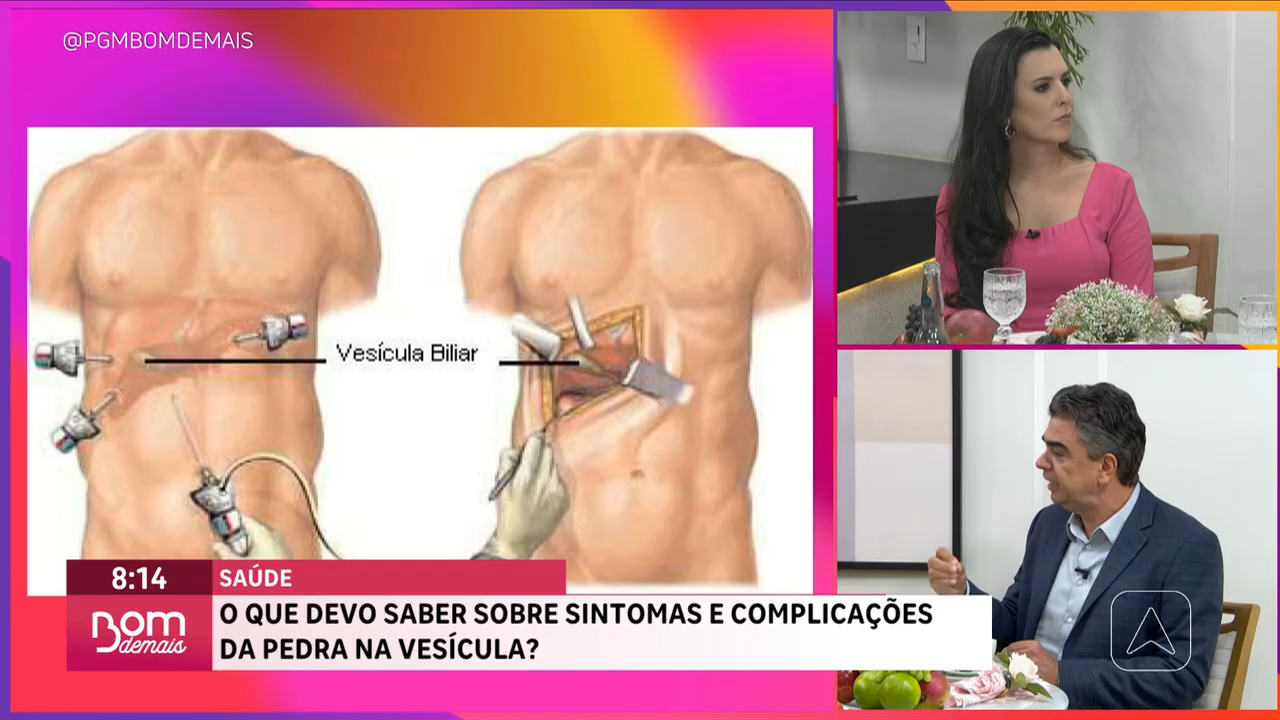 @PGMBOMDEMAIS
Vesícula Biliar
8:14
SAÚDE
Bom
demais
O QUE DEVO SABER SOBRE SINTOMAS E COMPLICAÇÕES
DA PEDRA NA VESÍCULA?